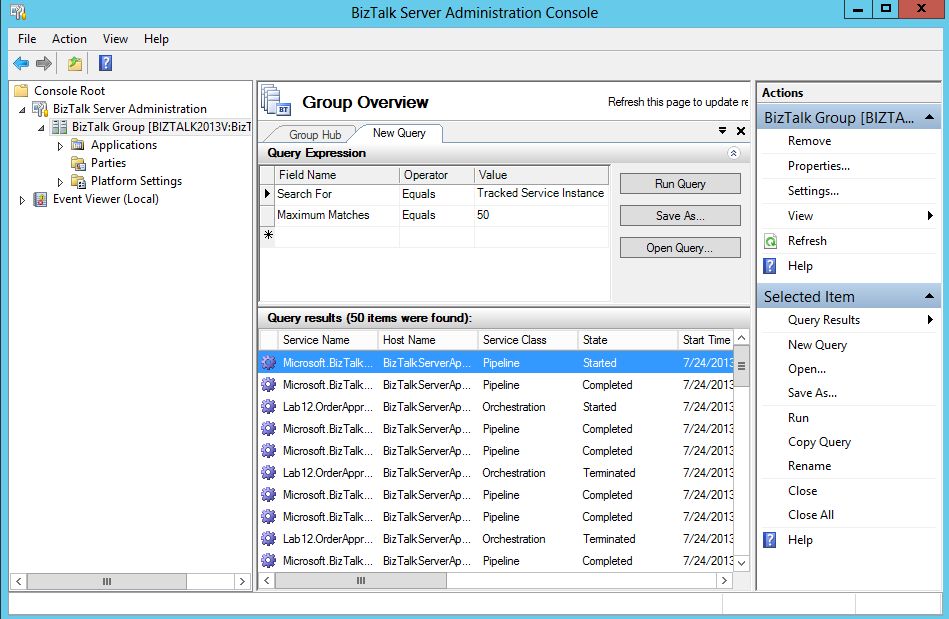 BizTalk Server Administration Console
File Action View Help
Console Root
BizTalk Server Administration
BizTalk Group [BIZTALK2013V:BizT
Applications
Parties
Platform Settings
Event Viewer (Local)
Group Overview
Refresh this page to update re
Group Hub New Query
Query Expression
Field Name Operator Value
Search For Equals Tracked Service Instance
Maximum Matches Equals 50
Run Query
Save As...
Open Query...
Query results (50 items were found):
Service Name Host Name Service Class State Start Time
Microsoft.BizTalk... BizTalkServerAp... Pipeline Started 7/24/2013
Microsoft.BizTalk... BizTalkServerAp... Pipeline Completed 7/24/2013
Lab12.OrderAppr... BizTalkServerAp... Orchestration Started 7/24/2013
Microsoft.BizTalk... BizTalkServerAp... Pipeline Completed 7/24/2013
Microsoft.BizTalk... BizTalkServerAp... Pipeline Completed 7/24/2013
Lab12.OrderAppr... BizTalkServerAp... Orchestration Terminated 7/24/2013
Microsoft.BizTalk... BizTalkServerAp... Pipeline Completed 7/24/2013
Microsoft.BizTalk... BizTalkServerAp... Pipeline Completed 7/24/2013
Lab12.OrderAppr... BizTalkServerAp... Orchestration Terminated 7/24/2013
Microsoft.BizTalk... BizTalkServerAp... Pipeline Completed 7/24/2013
Actions
BizTalk Group [BIZTA...
Remove
Properties...
Settings...
View
Refresh
Help
Selected Item
Query Results
New Query
Open...
Save As...
Run
Copy Query
Rename
Close
Close All
Help